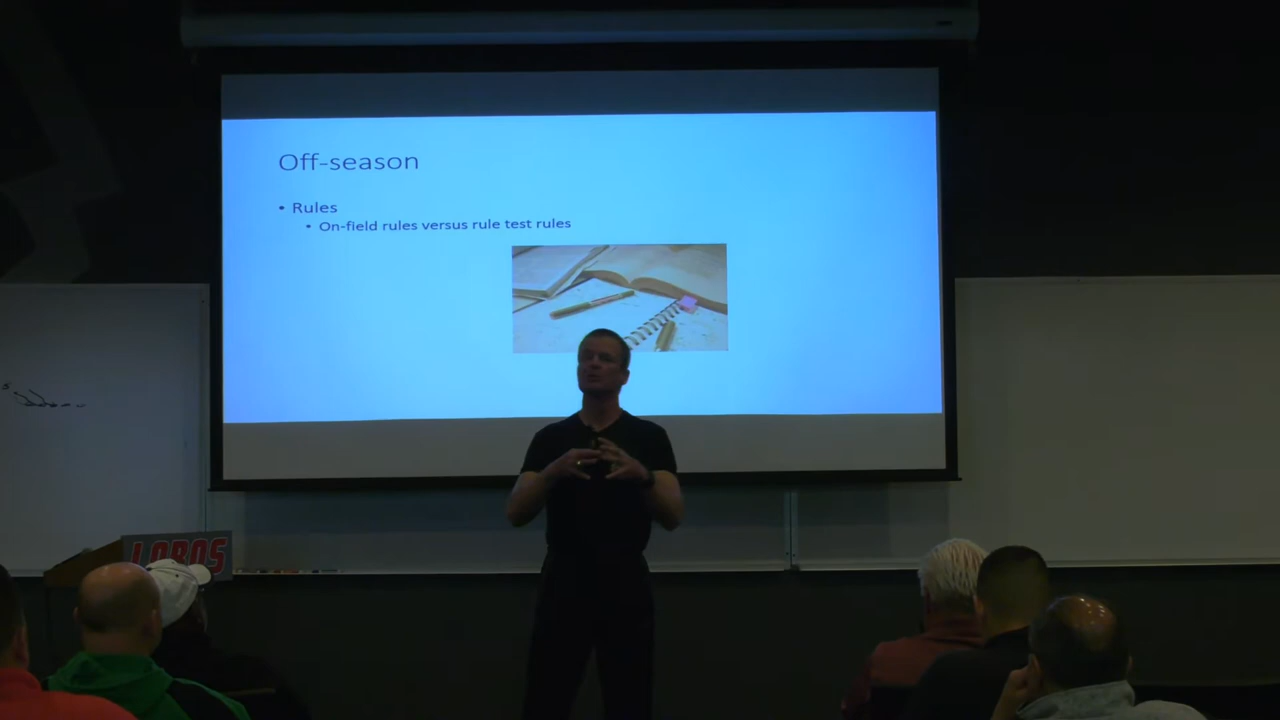 Off-season
• Rules
• On-field rules versus rule test rules
LOBOS